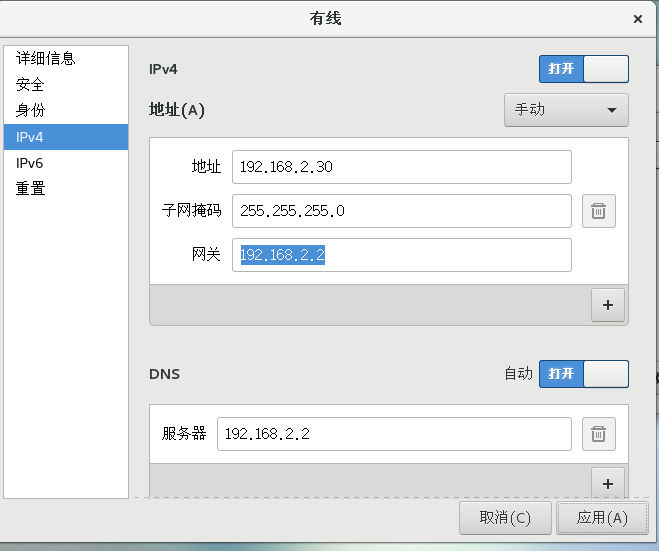 有线
详细信息
安全
身份
IPv4
IPv6
重置
IPv4 打开
地址(A) 手动
地址 192.168.2.30
子网掩码 255.255.255.0
网关 192.168.2.2
+
DNS 自动 打开
服务器 192.168.2.2
+
取消(C) 应用(A)